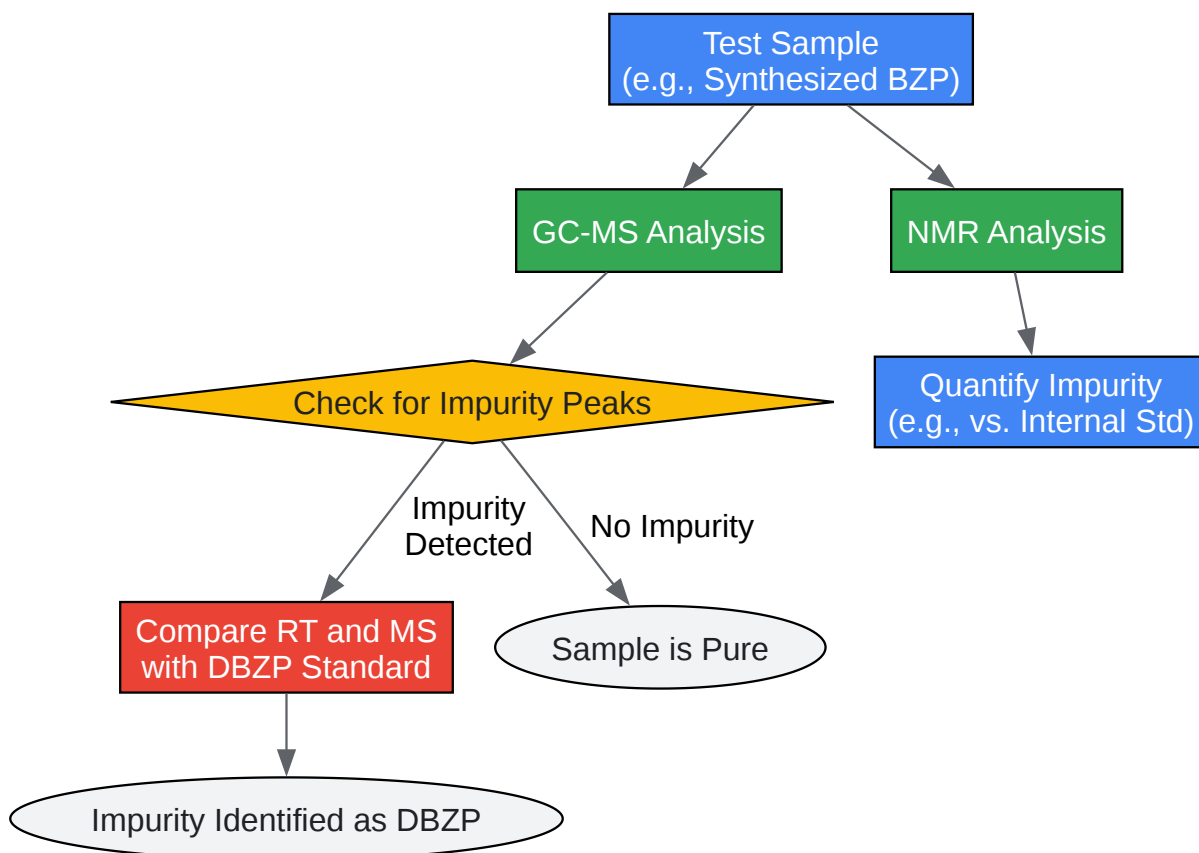 Test Sample
(e.g., Synthesized BZP)
GC-MS Analysis
NMR Analysis
Check for Impurity Peaks
Quantify Impurity
(e.g., vs. Internal Std)
Impurity
Detected
No Impurity
Compare RT and MS
with DBZP Standard
Sample is Pure
Impurity Identified as DBZP